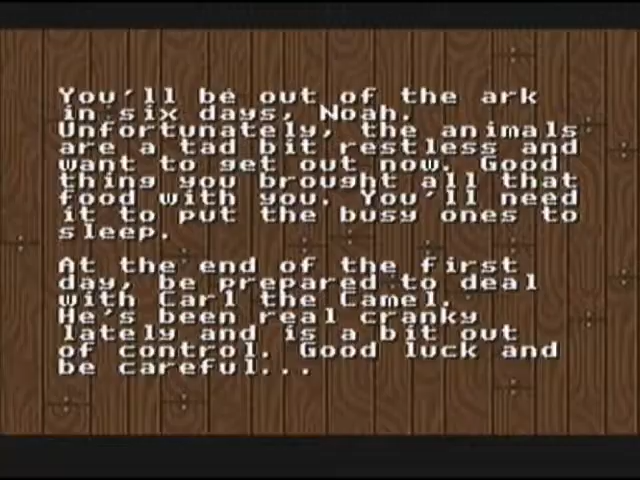 You'll be out of the ark
in six days, Noah.
Unfortunately, the animals
are a tad bit restless and
want to get out now. Good
thing you brought all that
food with you. You'll need
it to put the busy ones to
sleep.
At the end of the first
day, be prepared to deal
with Carl the Camel.
He's been real cranky
lately and is a bit out
of control. Good luck and
be careful...